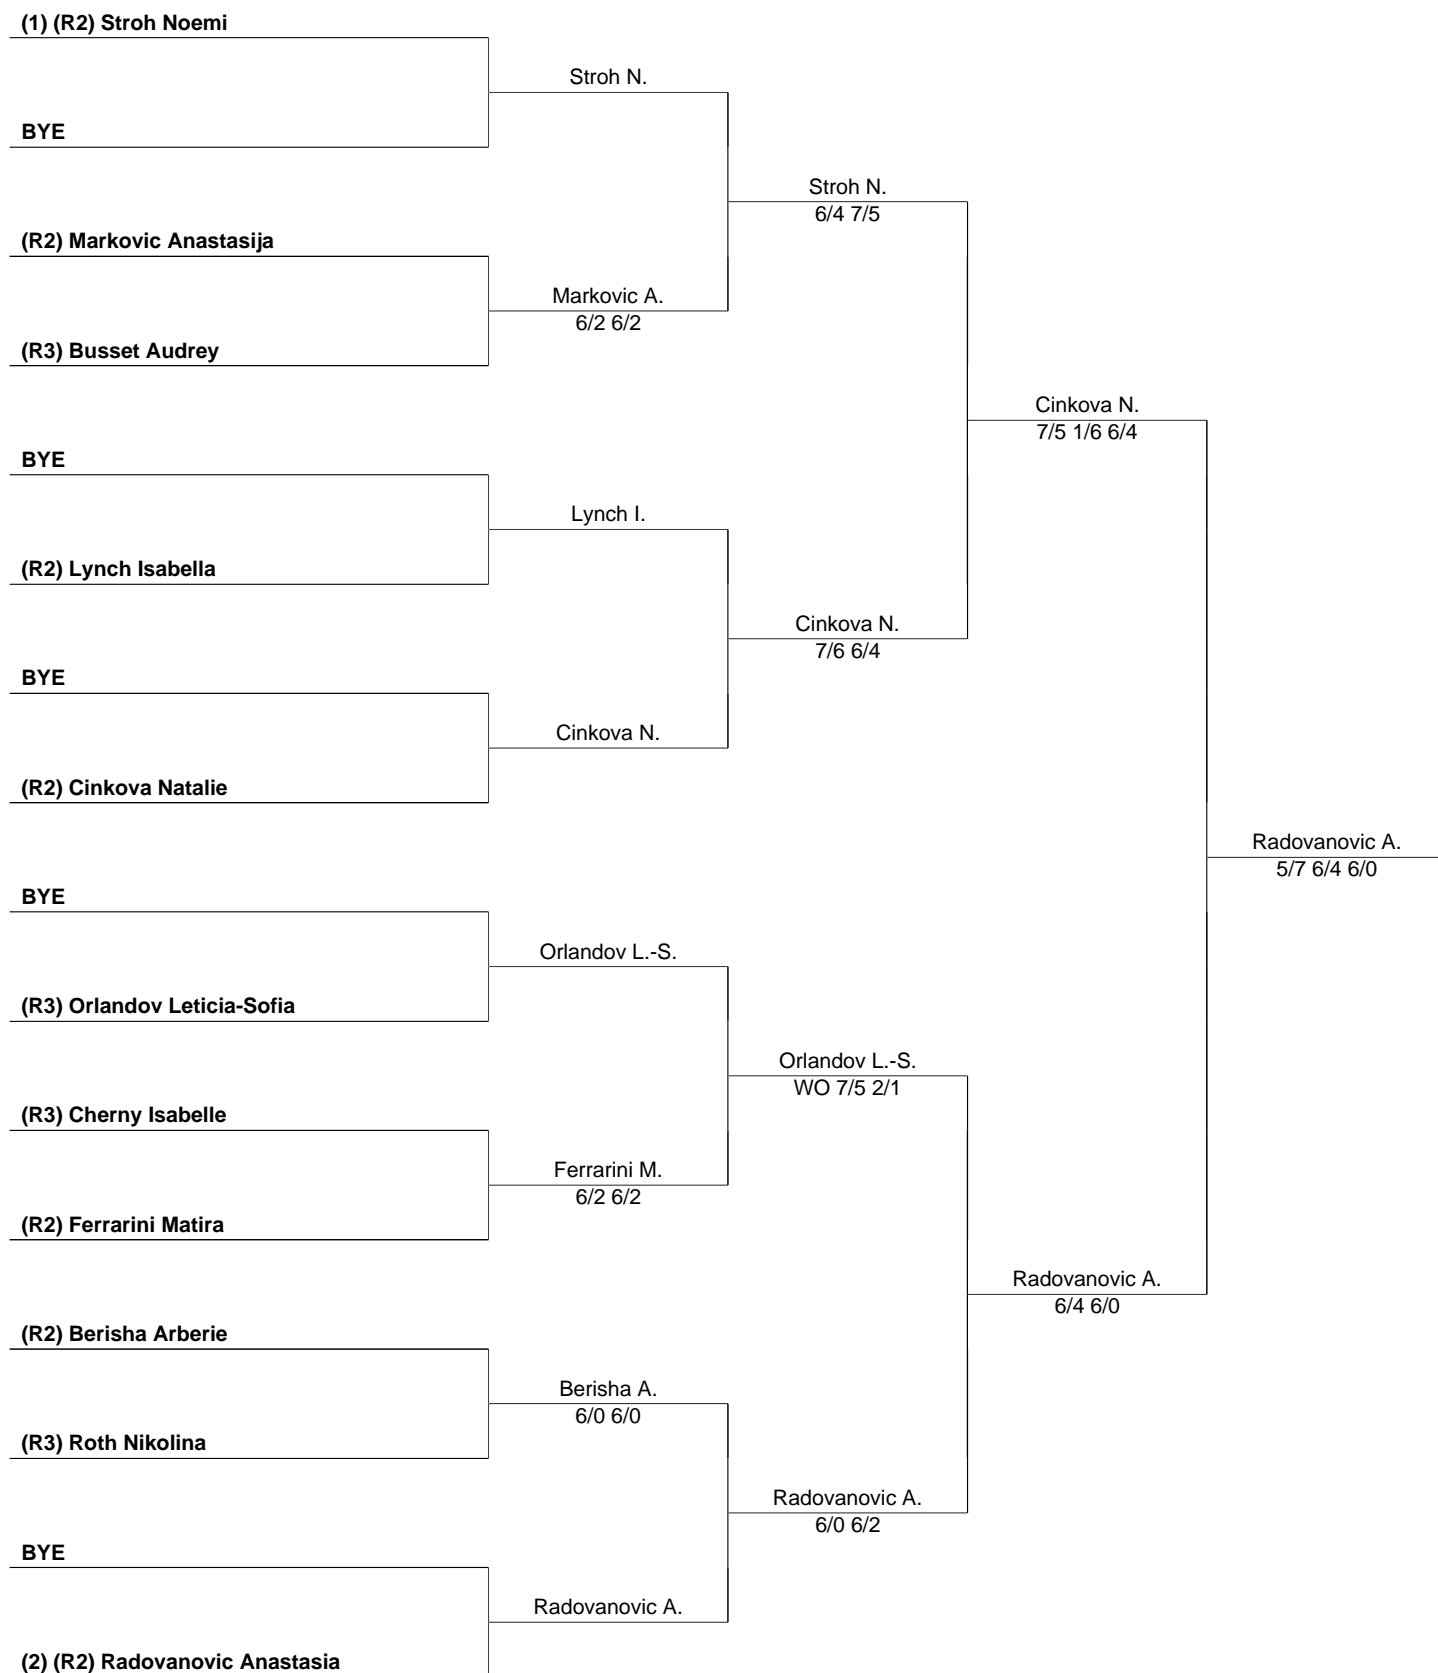 (1) (R2) Stroh Noemi
Stroh N.
BYE
Stroh N.
6/4 7/5
(R2) Markovic Anastasija
Markovic A.
6/2 6/2
(R3) Busset Audrey
Cinkova N.
7/5 1/6 6/4
BYE
Lynch I.
(R2) Lynch Isabella
Cinkova N.
7/6 6/4
BYE
Cinkova N.
(R2) Cinkova Natalie
Radovanovic A.
5/7 6/4 6/0
BYE
Orlandov L.-S.
(R3) Orlandov Leticia-Sofia
Orlandov L.-S.
WO 7/5 2/1
(R3) Cherny Isabelle
Ferrarini M.
6/2 6/2
(R2) Ferrarini Matira
Radovanovic A.
6/4 6/0
(R2) Berisha Arberie
Berisha A.
6/0 6/0
(R3) Roth Nikolina
Radovanovic A.
6/0 6/2
BYE
Radovanovic A.
(2) (R2) Radovanovic Anastasia